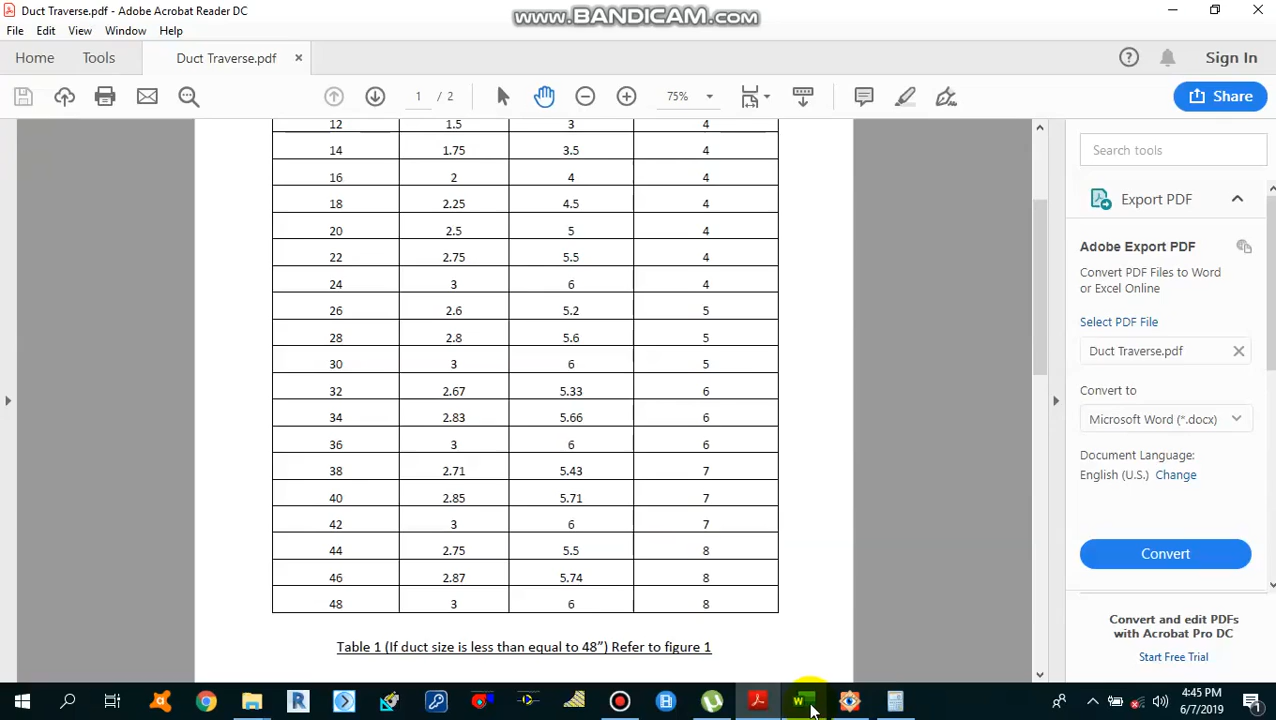 Duct Traverse.pdf - Adobe Acrobat Reader DC
www.BANDICAM.com
File Edit View Window Help
Home Tools Duct Traverse.pdf Sign In
1 / 2 75% Share
12 1.5 3 4
14 1.75 3.5 4
16 2 4 4
18 2.25 4.5 4
20 2.5 5 4
22 2.75 5.5 4
24 3 6 4
26 2.6 5.2 5
28 2.8 5.6 5
30 3 6 5
32 2.67 5.33 6
34 2.83 5.66 6
36 3 6 6
38 2.71 5.43 7
40 2.85 5.71 7
42 3 6 7
44 2.75 5.5 8
46 2.87 5.74 8
48 3 6 8
Table 1 (If duct size is less than equal to 48”) Refer to figure 1
Search tools
Export PDF
Adobe Export PDF
Convert PDF Files to Word
or Excel Online
Select PDF File
Duct Traverse.pdf
Convert to
Microsoft Word (*.docx)
Document Language:
English (U.S.) Change
Convert
Convert and edit PDFs
with Acrobat Pro DC
Start Free Trial
4:45 PM
6/7/2019